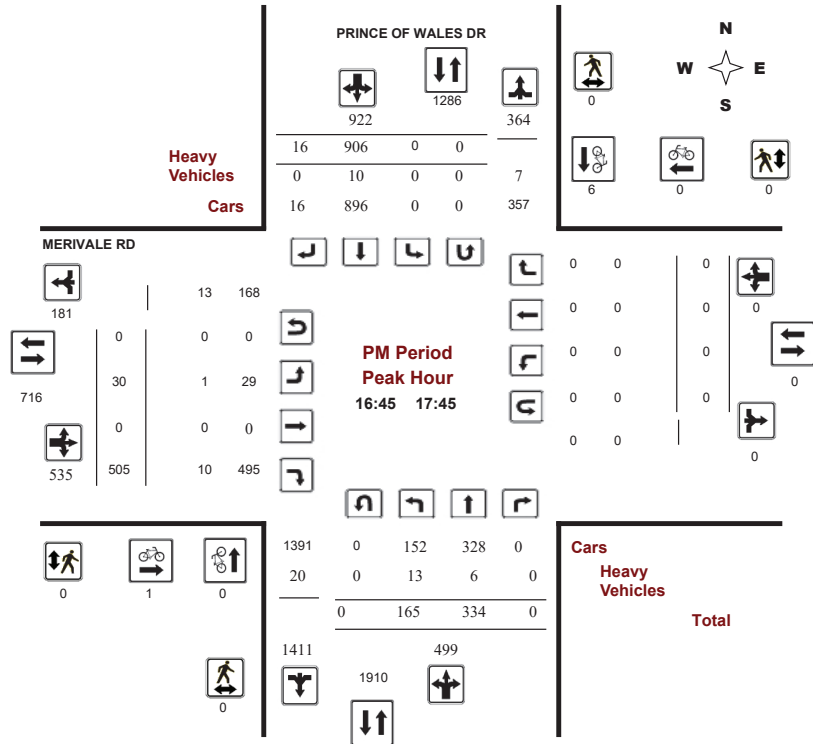 PRINCE OF WALES DR
N
W E
S
1286
0
922 364
16 906 0 0
Heavy
Vehicles
0 10 0 0 7
Cars
16 896 0 0 357
6 0 0
MERIVALE RD
181
13 168
0 0 0
716
30 1 29
0 0 0
535 505 10 495
PM Period
Peak Hour
16:45 17:45
0 0 0
0
0 0 0
0 0 0
0
0 0 0
0 0
0
1391 0 152 328 0
Cars
20 0 13 6 0
Heavy
Vehicles
0 165 334 0
Total
0 1 0
1411 499
1910
0